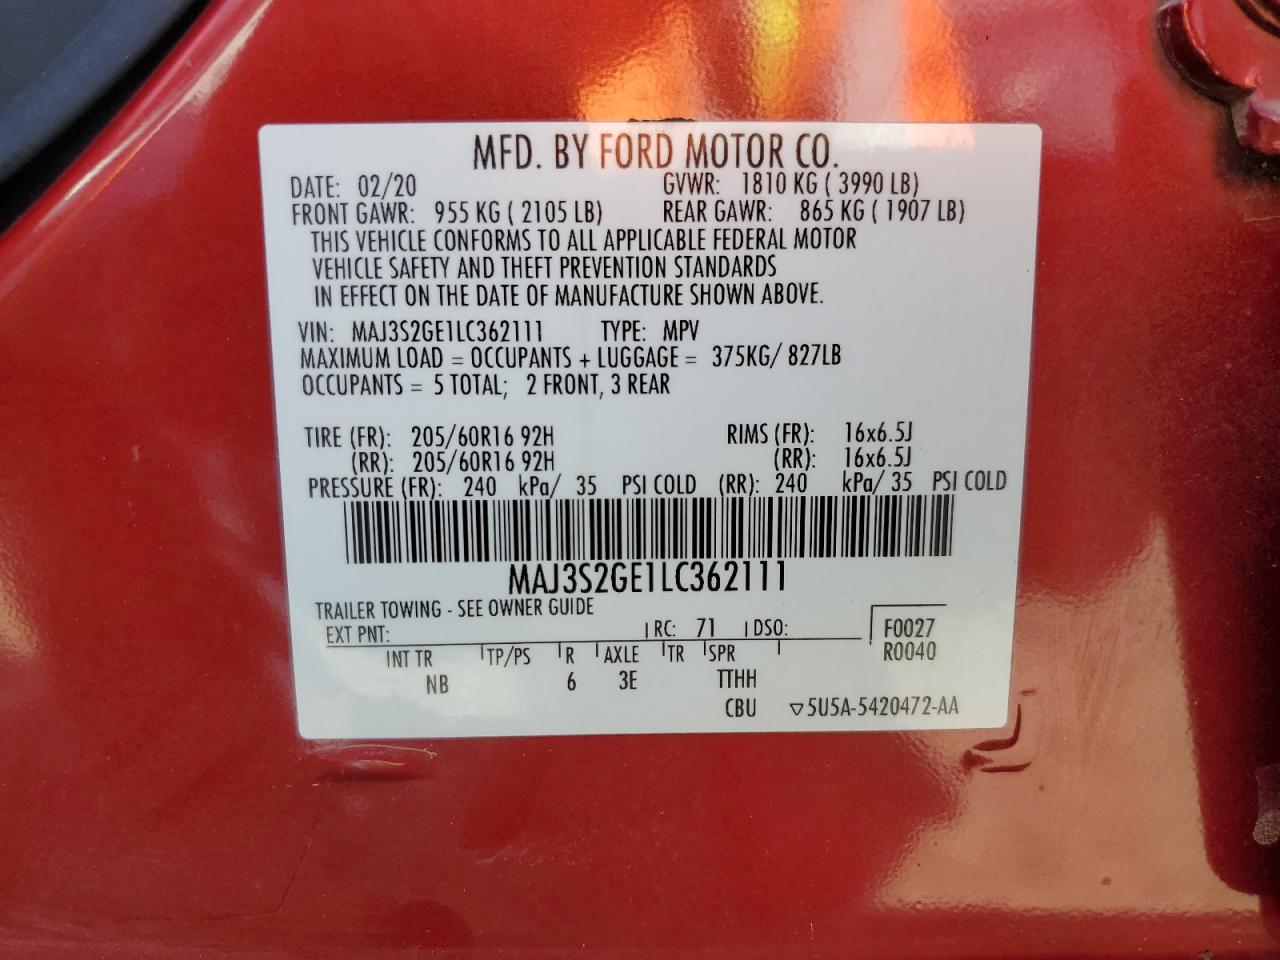 MFD. BY FORD MOTOR CO.
DATE: 02/20 GVWR: 1810 KG ( 3990 LB)
FRONT GAWR: 955 KG ( 2105 LB) REAR GAWR: 865 KG ( 1907 LB)
THIS VEHICLE CONFORMS TO ALL APPLICABLE FEDERAL MOTOR
VEHICLE SAFETY AND THEFT PREVENTION STANDARDS
IN EFFECT ON THE DATE OF MANUFACTURE SHOWN ABOVE.
VIN: MAJ3S2GE1LC362111 TYPE: MPV
MAXIMUM LOAD = OCCUPANTS + LUGGAGE = 375KG/ 827LB
OCCUPANTS = 5 TOTAL; 2 FRONT, 3 REAR
TIRE (FR): 205/60R16 92H RIMS (FR): 16x6.5J
(RR): 205/60R16 92H (RR): 16x6.5J
PRESSURE (FR): 240 kPa/ 35 PSI COLD (RR): 240 kPa/ 35 PSI COLD
MAJ3S2GE1LC362111
TRAILER TOWING - SEE OWNER GUIDE
EXT PNT: RC: 71 DSO: F0027
INT TR TP/PS R AXLE TR SPR R0040
NB 6 3E TTHH
CBU ▽5U5A-5420472-AA